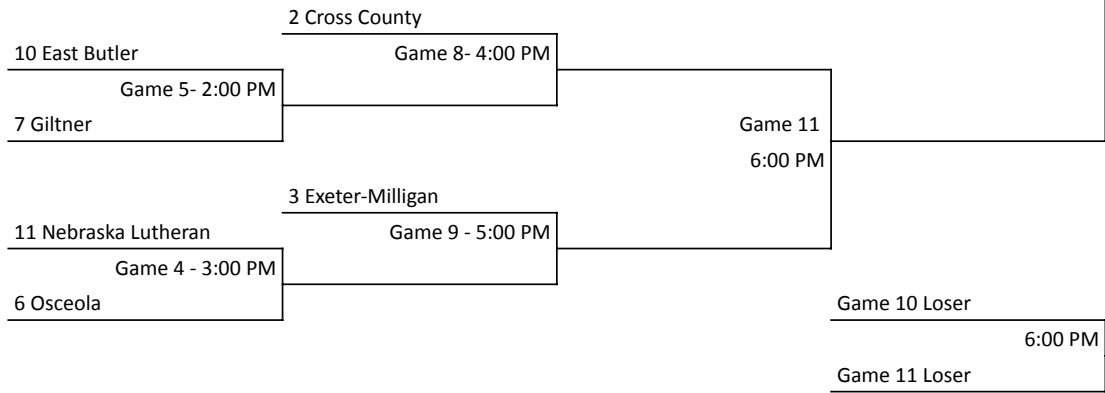 2 Cross County
10 East Butler
Game 8- 4:00 PM
Game 5- 2:00 PM
7 Giltner
Game 11
6:00 PM
3 Exeter-Milligan
11 Nebraska Lutheran
Game 9 - 5:00 PM
Game 4 - 3:00 PM
6 Osceola
Game 10 Loser
6:00 PM
Game 11 Loser